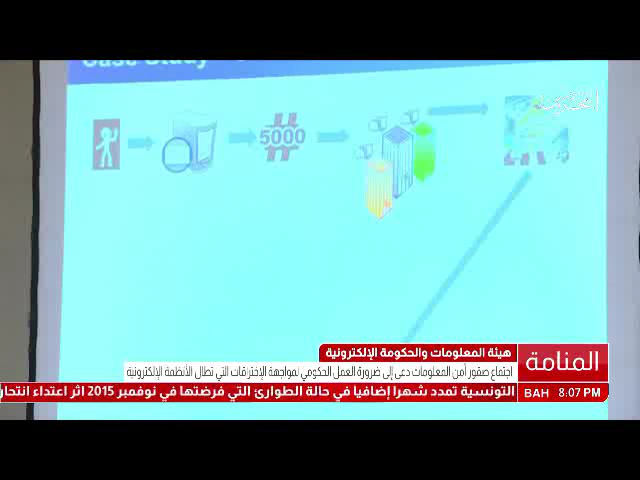 Case Study
البحرين
5000
#
هيئة المعلومات والحكومة الإلكترونية
المنامة
اجتماع صقور أمن المعلومات دعى إلى ضرورة العمل الحكومي لمواجهة الإختراقات التي تطال الأنظمة الإلكترونية
BAH 8:07 PM
التونسية تمدد شهرا إضافيا في حالة الطوارئ التي فرضتها في نوفمبر 2015 اثر اعتداء انتحار